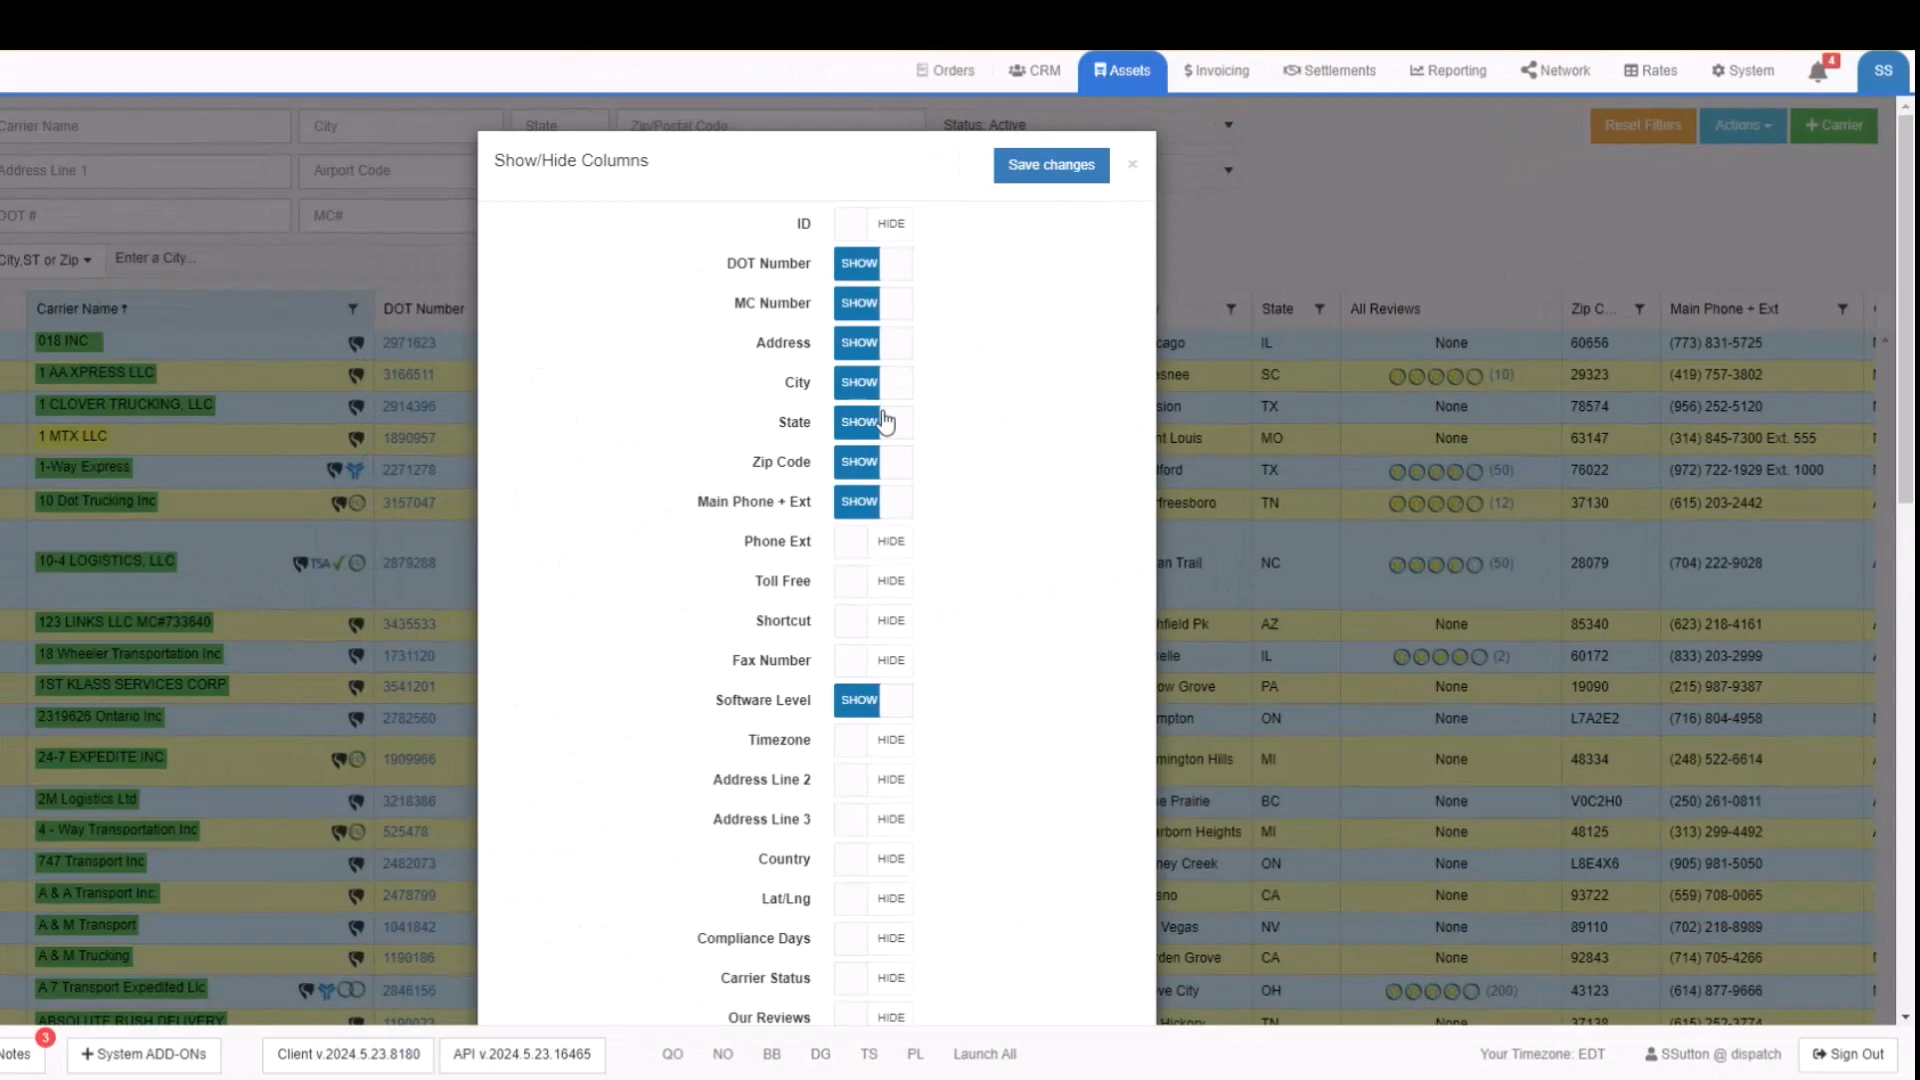 Orders CRM Assets $ Invoicing Settlements Reporting Network Rates System 4 SS
Carrier Name City State Zip/Postal Code Status: Active Reset Filters Actions + Carrier
Address Line 1 Airport Code
DOT # MC#
City,ST or Zip Enter a City...
Show/Hide Columns Save changes ×
ID HIDE
DOT Number SHOW
MC Number SHOW
Address SHOW
City SHOW
State SHOW
Zip Code SHOW
Main Phone + Ext SHOW
Phone Ext HIDE
Toll Free HIDE
Shortcut HIDE
Fax Number HIDE
Software Level SHOW
Timezone HIDE
Address Line 2 HIDE
Address Line 3 HIDE
Country HIDE
Lat/Lng HIDE
Compliance Days HIDE
Carrier Status HIDE
Our Reviews HIDE
Carrier Name ↑ DOT Number State All Reviews Zip C... Main Phone + Ext
018 INC 2971623 cago IL None 60656 (773) 831-5725
1 AA XPRESS LLC 3166511 esnee SC (10) 29323 (419) 757-3802
1 CLOVER TRUCKING, LLC 2914396 sion TX None 78574 (956) 252-5120
1 MTX LLC 1890957 nt Louis MO None 63147 (314) 845-7300 Ext. 555
1-Way Express 2271278 lford TX (50) 76022 (972) 722-1929 Ext. 1000
10 Dot Trucking Inc 3157047 freesboro TN (12) 37130 (615) 203-2442
10-4 LOGISTICS, LLC TSA 2879288 an Trail NC (50) 28079 (704) 222-9028
123 LINKS LLC MC#733640 3435533 hfield Pk AZ None 85340 (623) 218-4161
18 Wheeler Transportation Inc 1731120 elle IL (2) 60172 (833) 203-2999
1ST KLASS SERVICES CORP 3541201 ow Grove PA None 19090 (215) 987-9387
2319626 Ontario Inc 2782560 mpton ON None L7A2E2 (716) 804-4958
24-7 EXPEDITE INC 1909966 mington Hills MI None 48334 (248) 522-6614
2M Logistics Ltd 3218386 e Prairie BC None V0C2H0 (250) 261-0811
4 - Way Transportation Inc 525478 arborn Heights MI None 48125 (313) 299-4492
747 Transport Inc 2482073 ney Creek ON None L8E4X6 (905) 981-5050
A & A Transport Inc. 2478799 sno CA None 93722 (559) 708-0065
A & M Transport 1041842 Vegas NV None 89110 (702) 218-8989
A & M Trucking 1190186 rden Grove CA None 92843 (714) 705-4266
A 7 Transport Expedited Llc 2846156 ve City OH (200) 43123 (614) 877-9666
ABSOLUTE RUSH DELIVERY 1190023 Hickory TN None 37138 (615) 252-3774
Notes 3 + System ADD-ONs Client v.2024.5.23.8180 API v.2024.5.23.16465 QO NO BB DG TS PL Launch All Your Timezone: EDT SSutton @ dispatch Sign Out